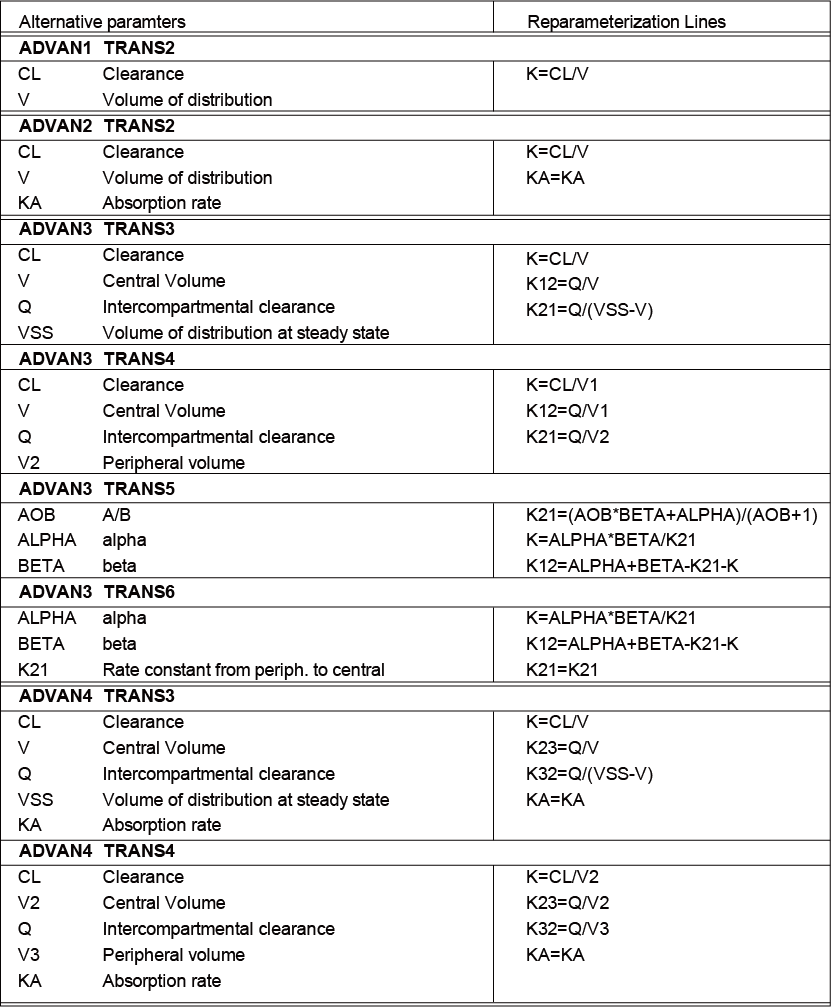 Alternative paramters Reparameterization Lines
ADVAN1 TRANS2
CL Clearance K=CL/V
V Volume of distribution
ADVAN2 TRANS2
CL Clearance K=CL/V
V Volume of distribution KA=KA
KA Absorption rate
ADVAN3 TRANS3
CL Clearance K=CL/V
V Central Volume K12=Q/V
Q Intercompartmental clearance K21=Q/(VSS-V)
VSS Volume of distribution at steady state
ADVAN3 TRANS4
CL Clearance K=CL/V1
V Central Volume K12=Q/V1
Q Intercompartmental clearance K21=Q/V2
V2 Peripheral volume
ADVAN3 TRANS5
AOB A/B K21=(AOB*BETA+ALPHA)/(AOB+1)
ALPHA alpha K=ALPHA*BETA/K21
BETA beta K12=ALPHA+BETA-K21-K
ADVAN3 TRANS6
ALPHA alpha K=ALPHA*BETA/K21
BETA beta K12=ALPHA+BETA-K21-K
K21 Rate constant from periph. to central K21=K21
ADVAN4 TRANS3
CL Clearance K=CL/V
V Central Volume K23=Q/V
Q Intercompartmental clearance K32=Q/(VSS-V)
VSS Volume of distribution at steady state KA=KA
KA Absorption rate
ADVAN4 TRANS4
CL Clearance K=CL/V2
V2 Central Volume K23=Q/V2
Q Intercompartmental clearance K32=Q/V3
V3 Peripheral volume KA=KA
KA Absorption rate